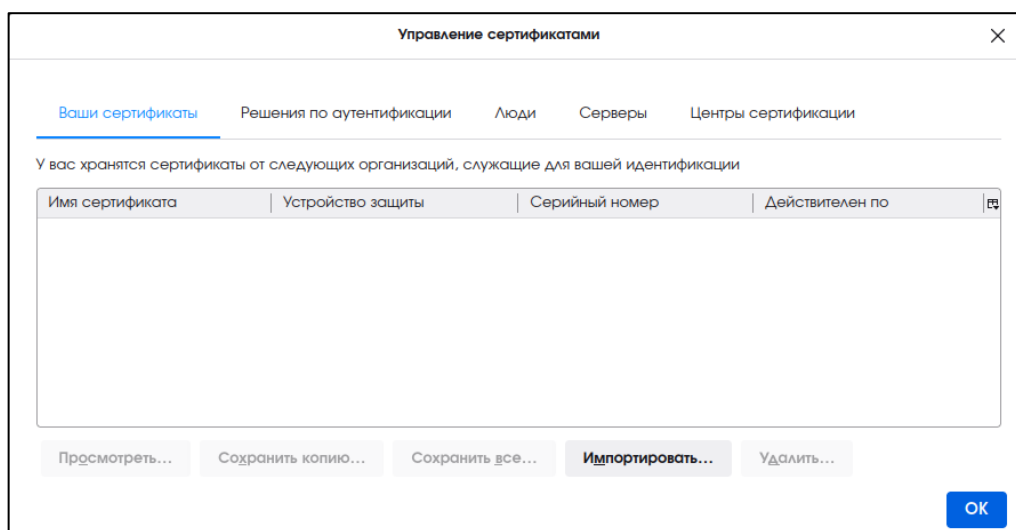 Управление сертификатами
Ваши сертификаты Решения по аутентификации Люди Серверы Центры сертификации
У вас хранятся сертификаты от следующих организаций, служащие для вашей идентификации
Имя сертификата Устройство защиты Серийный номер Действителен по
Просмотреть... Сохранить копию... Сохранить все... Импортировать... Удалить...
ОК